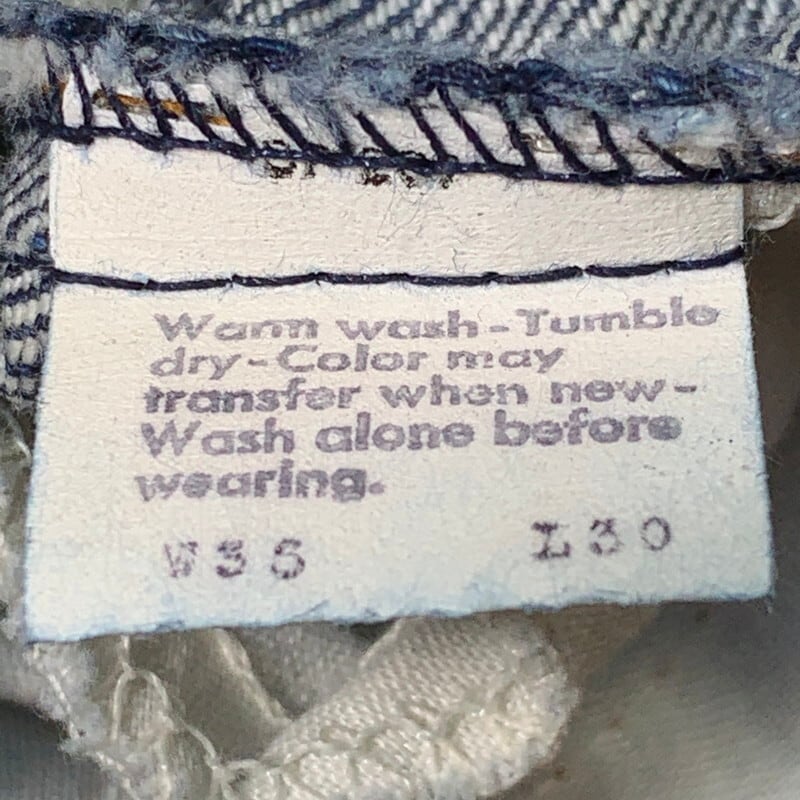 Warm wash-Tumble
dry-Color may
transfer when new-
Wash alone before
wearing.
W36 L30